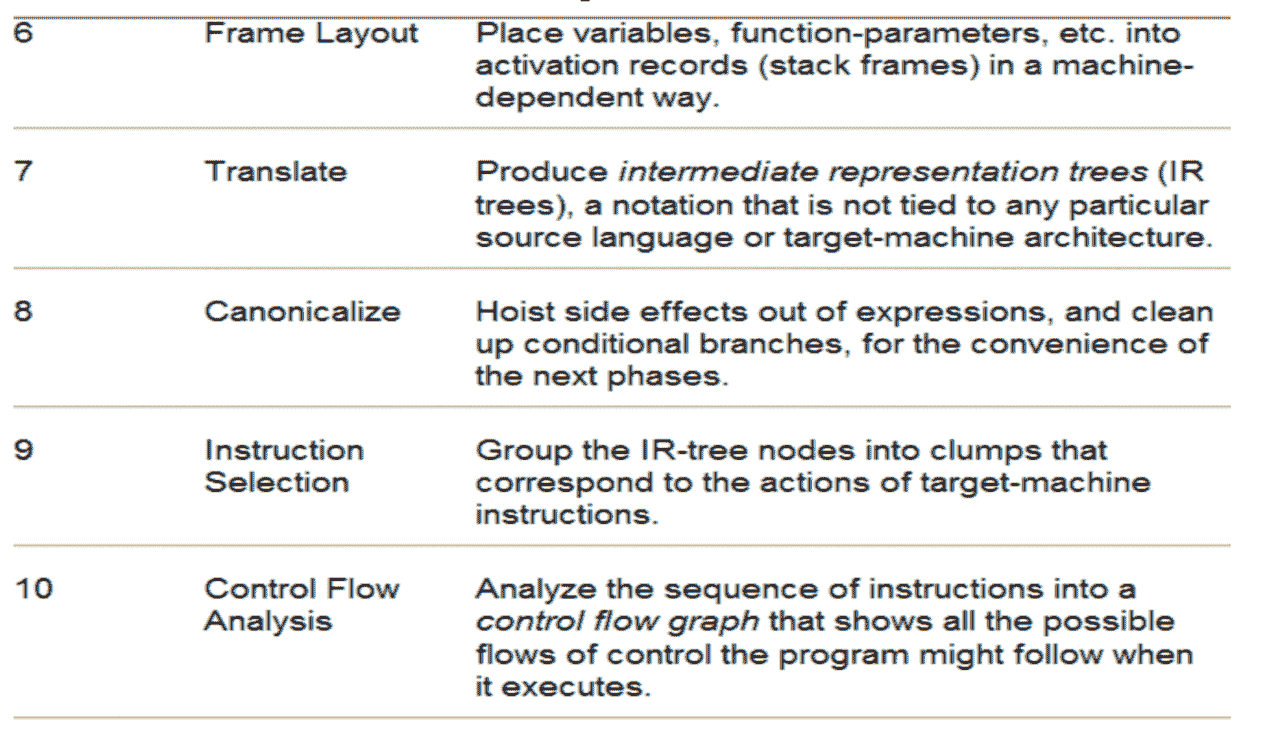 6 Frame Layout Place variables, function-parameters, etc. into
activation records (stack frames) in a machine-
dependent way.
7 Translate Produce intermediate representation trees (IR
trees), a notation that is not tied to any particular
source language or target-machine architecture.
8 Canonicalize Hoist side effects out of expressions, and clean
up conditional branches, for the convenience of
the next phases.
9 Instruction Group the IR-tree nodes into clumps that
Selection correspond to the actions of target-machine
instructions.
10 Control Flow Analyze the sequence of instructions into a
Analysis control flow graph that shows all the possible
flows of control the program might follow when
it executes.